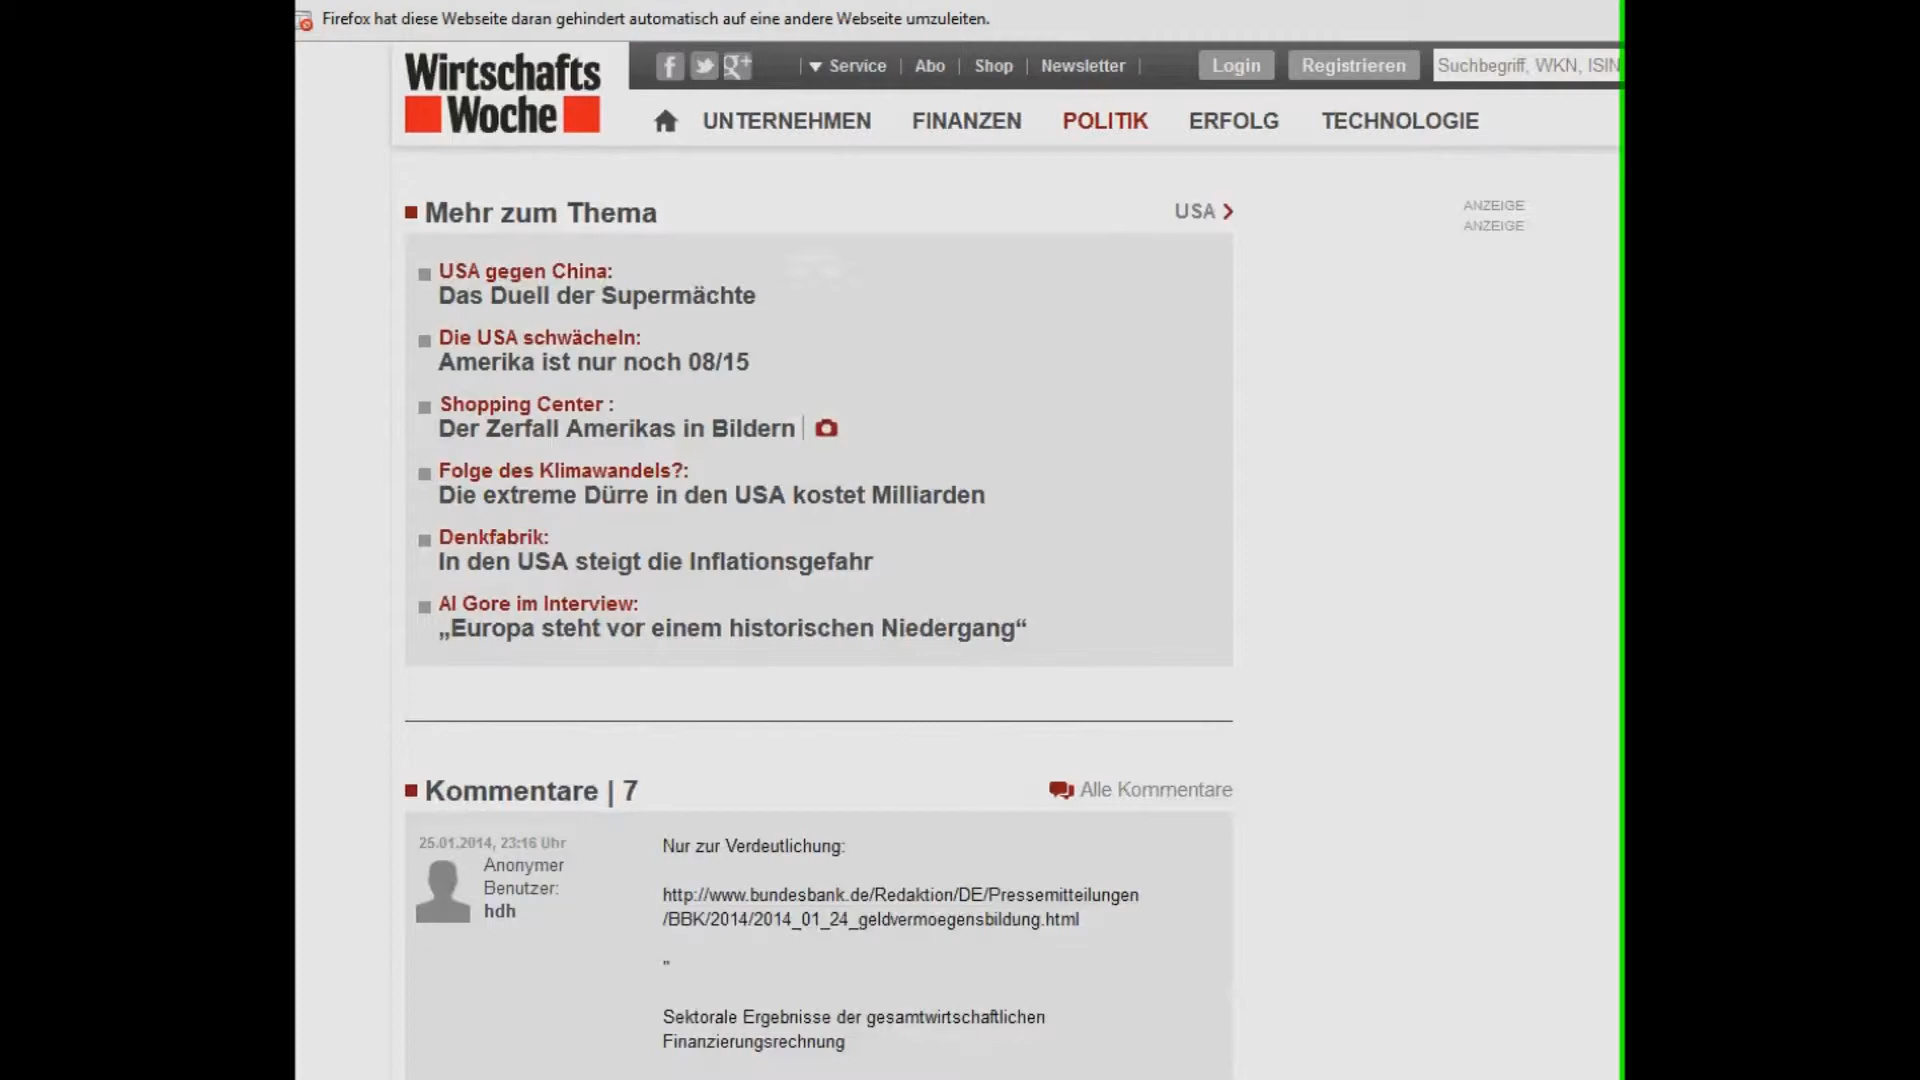 Firefox hat diese Webseite daran gehindert automatisch auf eine andere Webseite umzuleiten.
Wirtschafts
Woche
f
g+
Service
Abo
Shop
Newsletter
Login
Registrieren
Suchbegriff, WKN, ISIN
UNTERNEHMEN
FINANZEN
POLITIK
ERFOLG
TECHNOLOGIE
Mehr zum Thema
USA
ANZEIGE
ANZEIGE
USA gegen China:
Das Duell der Supermächte
Die USA schwächeln:
Amerika ist nur noch 08/15
Shopping Center :
Der Zerfall Amerikas in Bildern
Folge des Klimawandels?:
Die extreme Dürre in den USA kostet Milliarden
Denkfabrik:
In den USA steigt die Inflationsgefahr
Al Gore im Interview:
„Europa steht vor einem historischen Niedergang“
Kommentare | 7
Alle Kommentare
25.01.2014, 23:16 Uhr
Anonymer
Benutzer:
hdh
Nur zur Verdeutlichung:
http://www.bundesbank.de/Redaktion/DE/Pressemitteilungen
/BBK/2014/2014_01_24_geldvermoegensbildung.html
"
Sektorale Ergebnisse der gesamtwirtschaftlichen
Finanzierungsrechnung